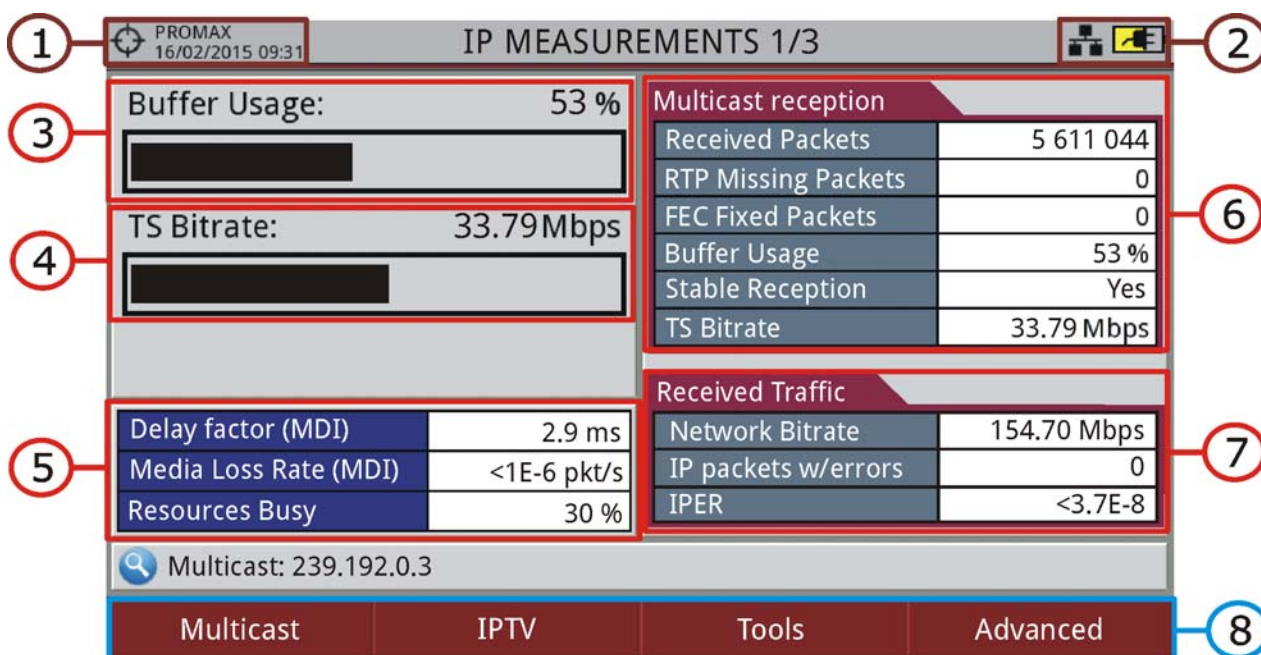 1
PROMAX
16/02/2015 09:31
IP MEASUREMENTS 1/3
2
3
Buffer Usage: 53 %
4
TS Bitrate: 33.79 Mbps
5
Delay factor (MDI) 2.9 ms
Media Loss Rate (MDI) <1E-6 pkt/s
Resources Busy 30 %
Multicast reception
Received Packets 5 611 044
RTP Missing Packets 0
FEC Fixed Packets 0
Buffer Usage 53 %
Stable Reception Yes
TS Bitrate 33.79 Mbps
6
Received Traffic
Network Bitrate 154.70 Mbps
IP packets w/errors 0
IPER <3.7E-8
7
Multicast: 239.192.0.3
Multicast IPTV Tools Advanced
8